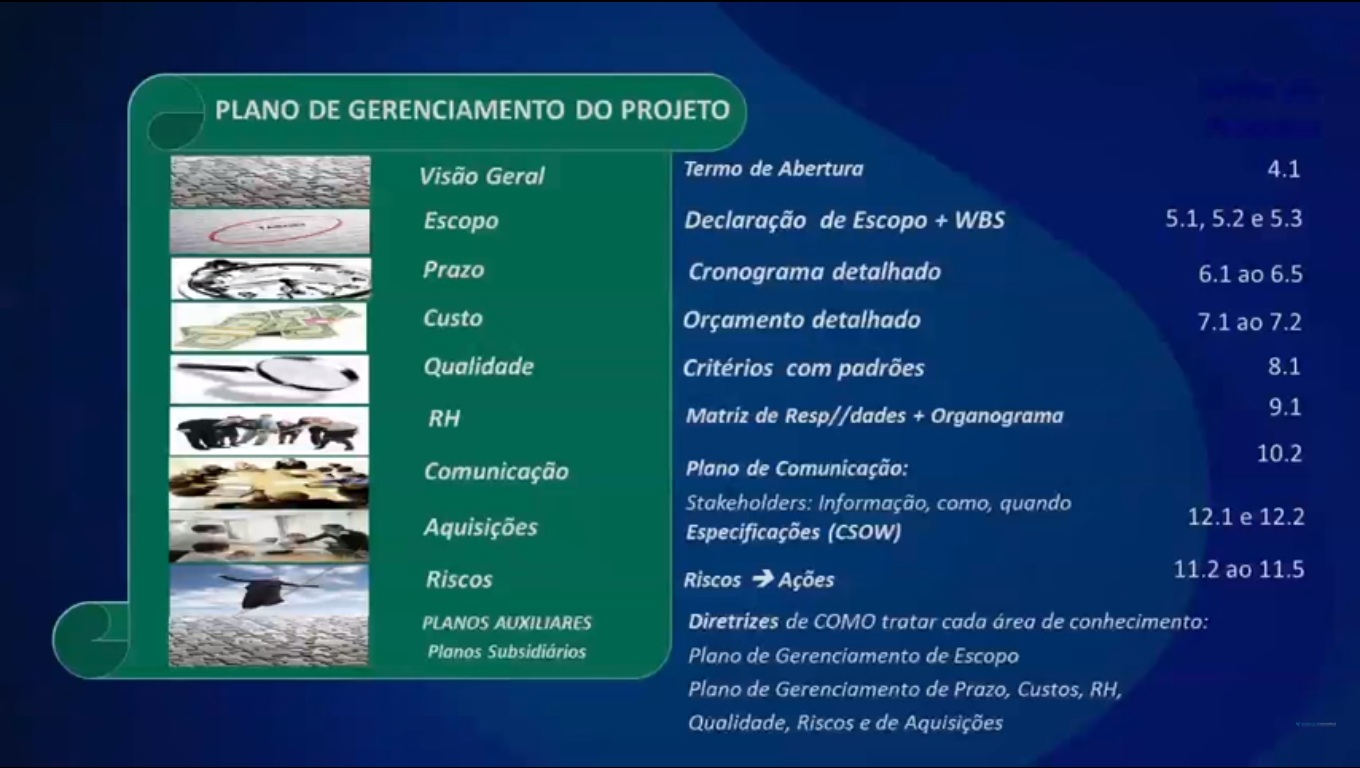 PLANO DE GERENCIAMENTO DO PROJETO
Visão Geral Termo de Abertura 4.1
Escopo Declaração de Escopo + WBS 5.1, 5.2 e 5.3
Prazo Cronograma detalhado 6.1 ao 6.5
Custo Orçamento detalhado 7.1 ao 7.2
Qualidade Critérios com padrões 8.1
RH Matriz de Resp//dades + Organograma 9.1
Comunicação Plano de Comunicação: 10.2
Stakeholders: Informação, como, quando
Aquisições Especificações (CSOW) 12.1 e 12.2
Riscos Riscos ➔ Ações 11.2 ao 11.5
PLANOS AUXILIARES Diretrizes de COMO tratar cada área de conhecimento:
Planos Subsidiários Plano de Gerenciamento de Escopo
Plano de Gerenciamento de Prazo, Custos, RH,
Qualidade, Riscos e de Aquisições